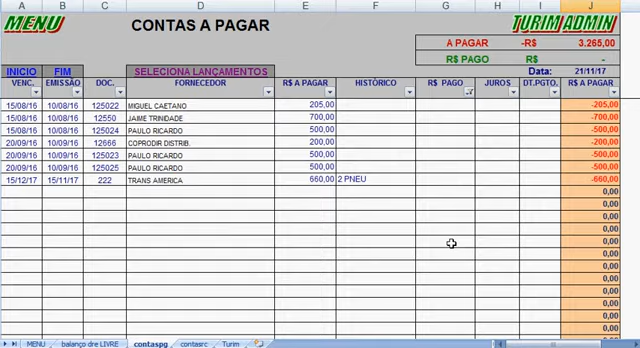 A B C D E F G H I J
MENU CONTAS A PAGAR TURIM ADMIN
A PAGAR -R$ 3.265,00
R$ PAGO R$ -
INICIO FIM SELECIONA LANÇAMENTOS Data: 21/11/17
VENC. EMISSÃO DOC. FORNECEDOR R$ A PAGAR HISTÓRICO R$ PAGO JUROS DT.PGTO. R$ A PAGAR
15/08/16 10/08/16 125022 MIGUEL CAETANO 205,00 -205,00
15/08/16 10/08/16 12550 JAIME TRINDADE 700,00 -700,00
15/08/16 10/08/16 125024 PAULO RICARDO 500,00 -500,00
20/09/16 10/08/16 12666 COPRODIR DISTRIB. 200,00 -200,00
20/09/16 10/08/16 125023 PAULO RICARDO 500,00 -500,00
20/09/16 10/08/16 125025 PAULO RICARDO 500,00 -500,00
15/12/17 15/11/17 222 TRANS AMERICA 660,00 2 PNEU -660,00
0,00
0,00
0,00
0,00
0,00
0,00
0,00
0,00
0,00
0,00
0,00
0,00
MENU balanço dre LIVRE contaspg contasrc Turim